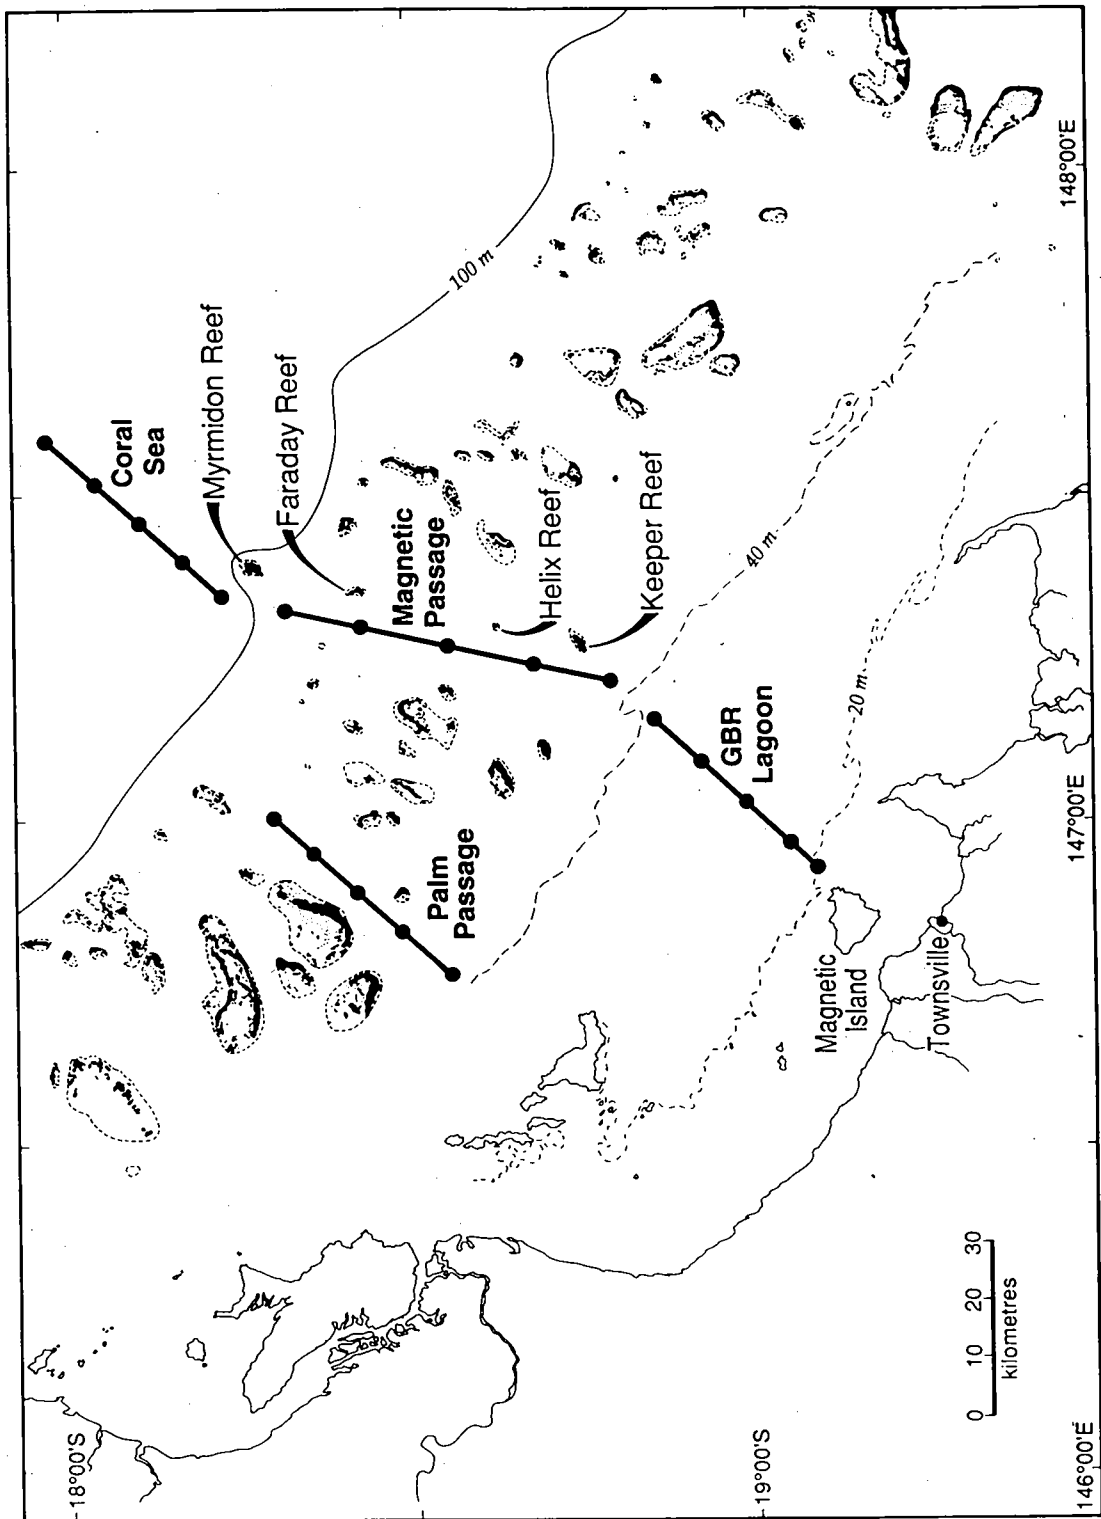 Coral
Sea
Myrmidon Reef
Faraday Reef
100 m
Magnetic
Passage
Helix Reef
Keeper Reef
40 m
Palm
Passage
GBR
Lagoon
20 m
Magnetic
Island
Townsville
0 10 20 30
kilometres
18°00'S
19°00'S
146°00'E
147°00'E
148°00'E